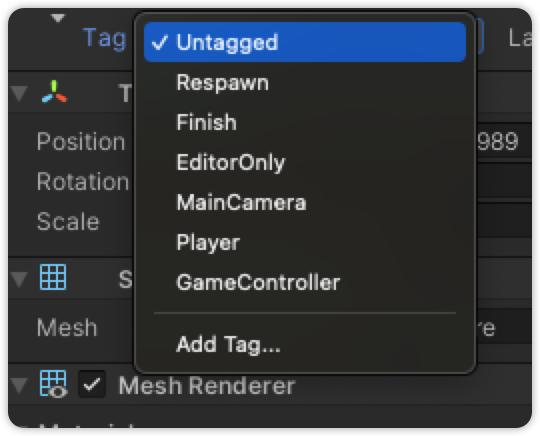 Tag
Untagged
La
Respawn
T
Finish
Position
989
EditorOnly
Rotation
MainCamera
Scale
Player
S
GameController
Mesh
re
Add Tag...
Mesh Renderer